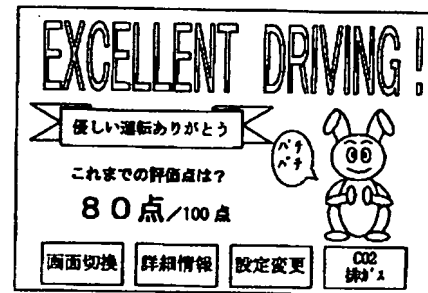 EXCELLENT DRIVING!
優しい運転ありがとう
パチ
パチ
これまでの評価点は?
80点/100点
画面切換
詳細情報
設定変更
CO2
排ガス